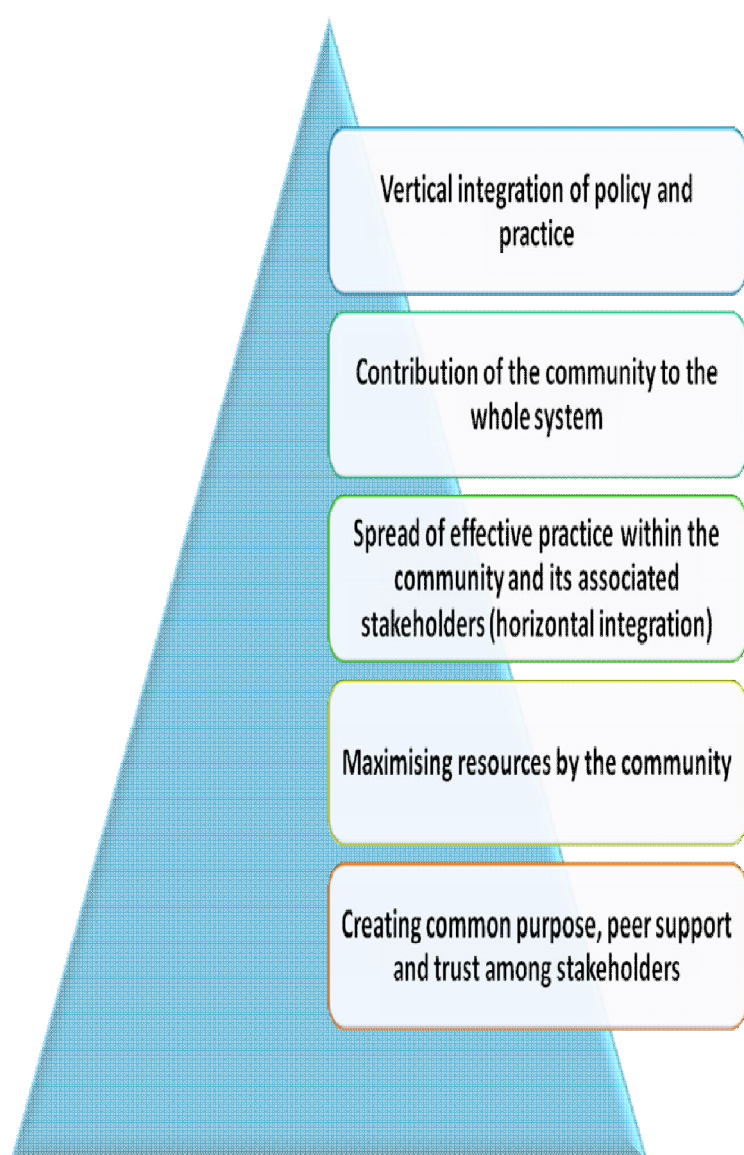 Vertical integration of policy and
practice
Contribution of the community to the
whole system
Spread of effective practice within the
community and its associated
stakeholders (horizontal integration)
Maximising resources by the community
Creating common purpose, peer support
and trust among stakeholders